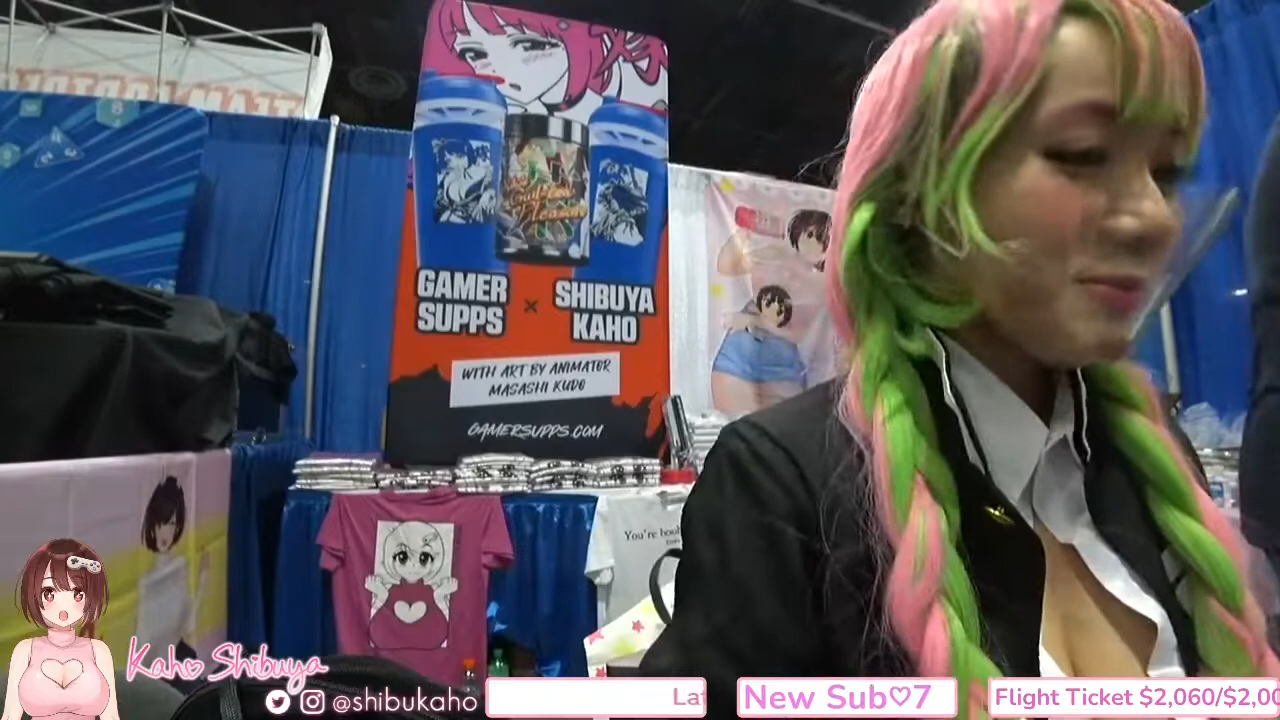 GAMER
SUPPS
×
SHIBUYA
KAHO
WITH ART BY ANIMATOR
MASASHI KUDO
GAMERSUPPS.COM
You're
Kaho Shibuya
@shibukaho
Lat
New Sub♡7
Flight Ticket $2,060/$2,00